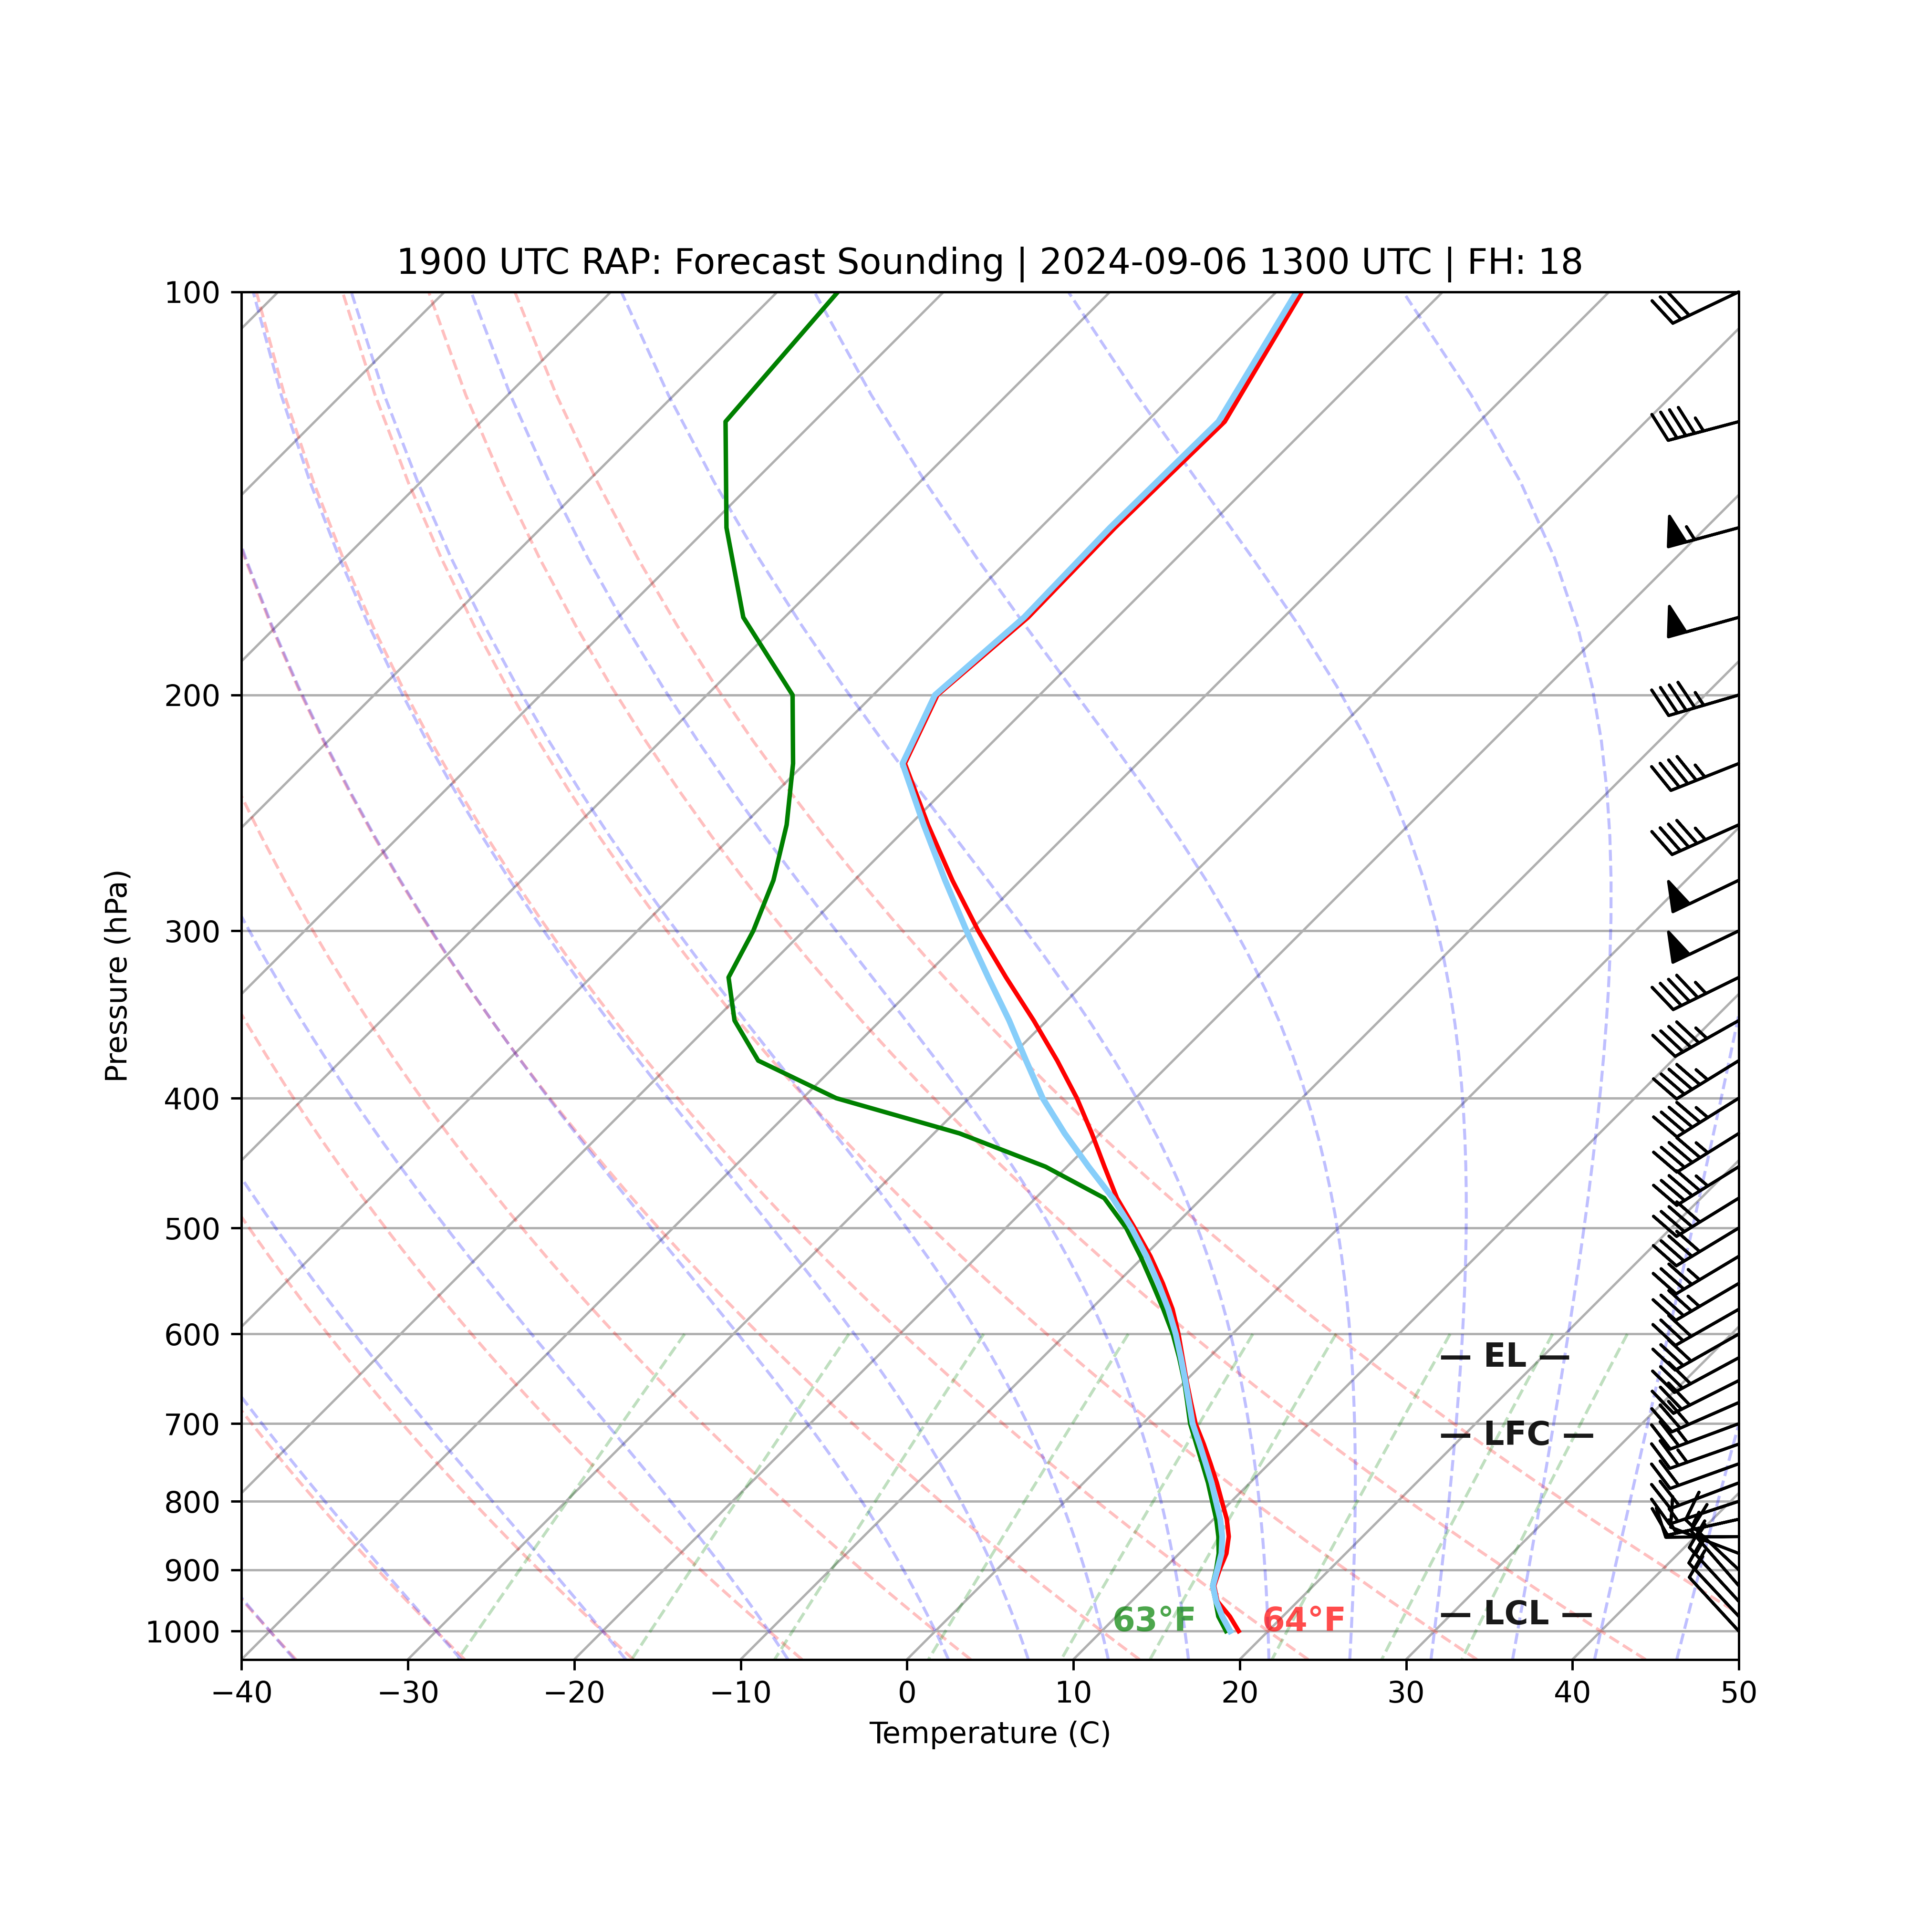 1900 UTC RAP: Forecast Sounding | 2024-09-06 1300 UTC | FH: 18
100
200
300
400
500
600
700
800
900
1000
Pressure (hPa)
— EL —
— LFC —
— LCL —
63°F 64°F
−40 −30 −20 −10 0 10 20 30 40 50
Temperature (C)